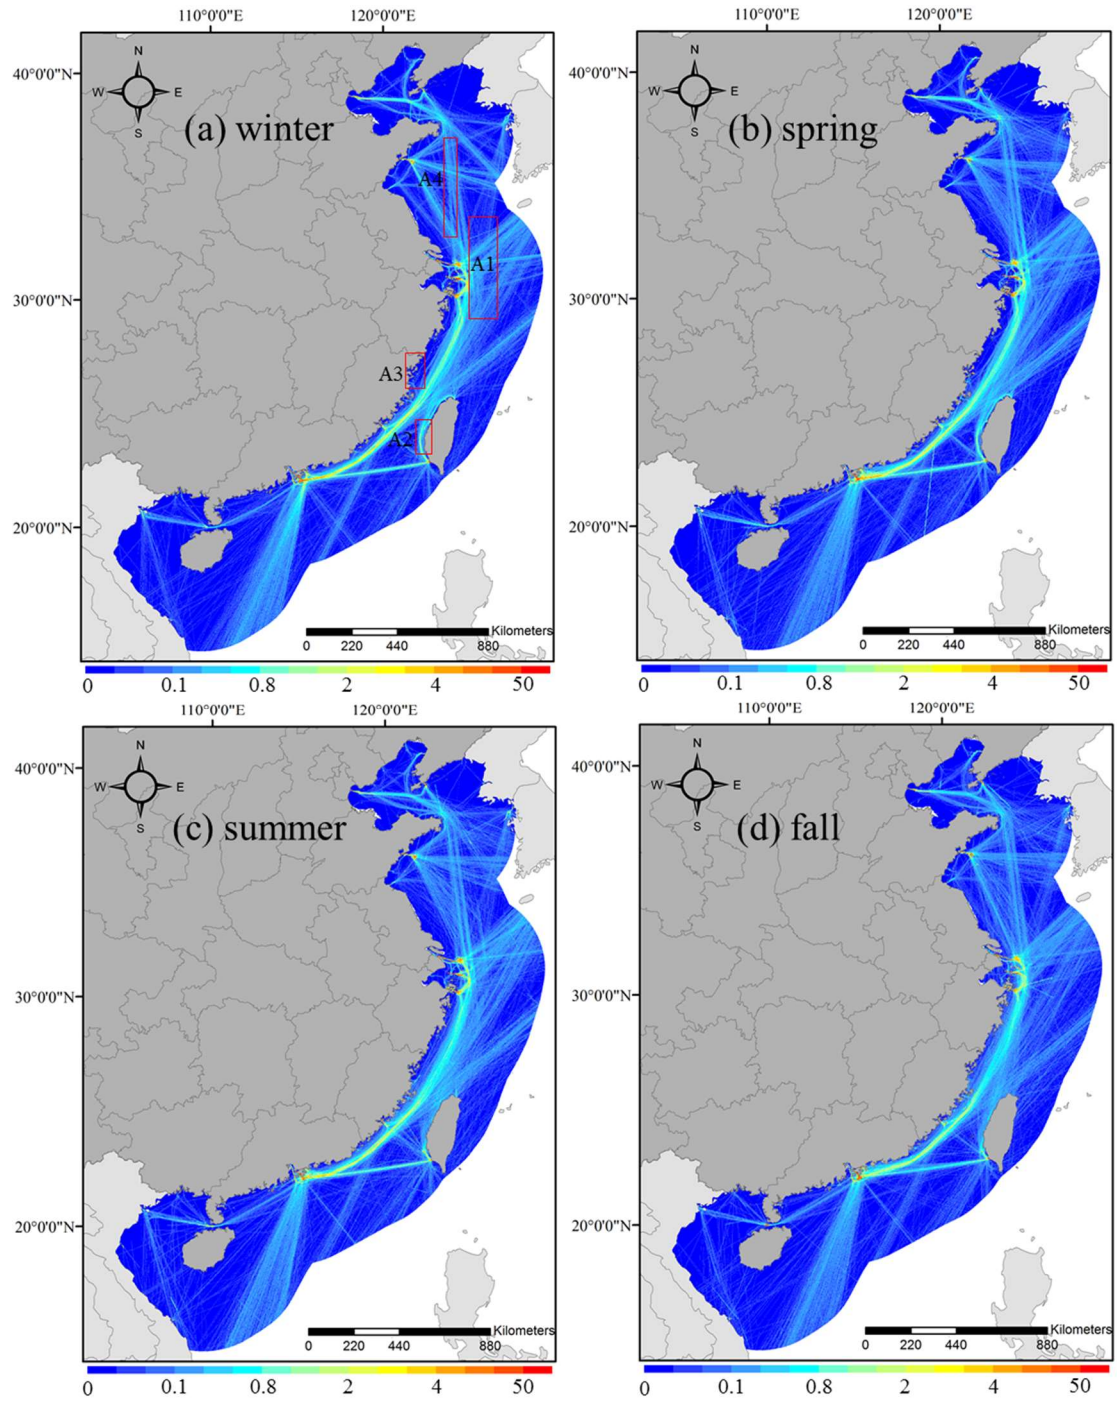 110°0'0"E 120°0'0"E
40°0'0"N
N
W E
S
(a) winter
A4
A1
30°0'0"N
A3
A2
20°0'0"N
Kilometers
0 220 440 880
0 0.1 0.8 2 4 50
110°0'0"E 120°0'0"E
40°0'0"N
N
W E
S
(b) spring
30°0'0"N
20°0'0"N
Kilometers
0 220 440 880
0 0.1 0.8 2 4 50
110°0'0"E 120°0'0"E
40°0'0"N
N
W E
S
(c) summer
30°0'0"N
20°0'0"N
Kilometers
0 220 440 880
0 0.1 0.8 2 4 50
110°0'0"E 120°0'0"E
40°0'0"N
N
W E
S
(d) fall
30°0'0"N
20°0'0"N
Kilometers
0 220 440 880
0 0.1 0.8 2 4 50